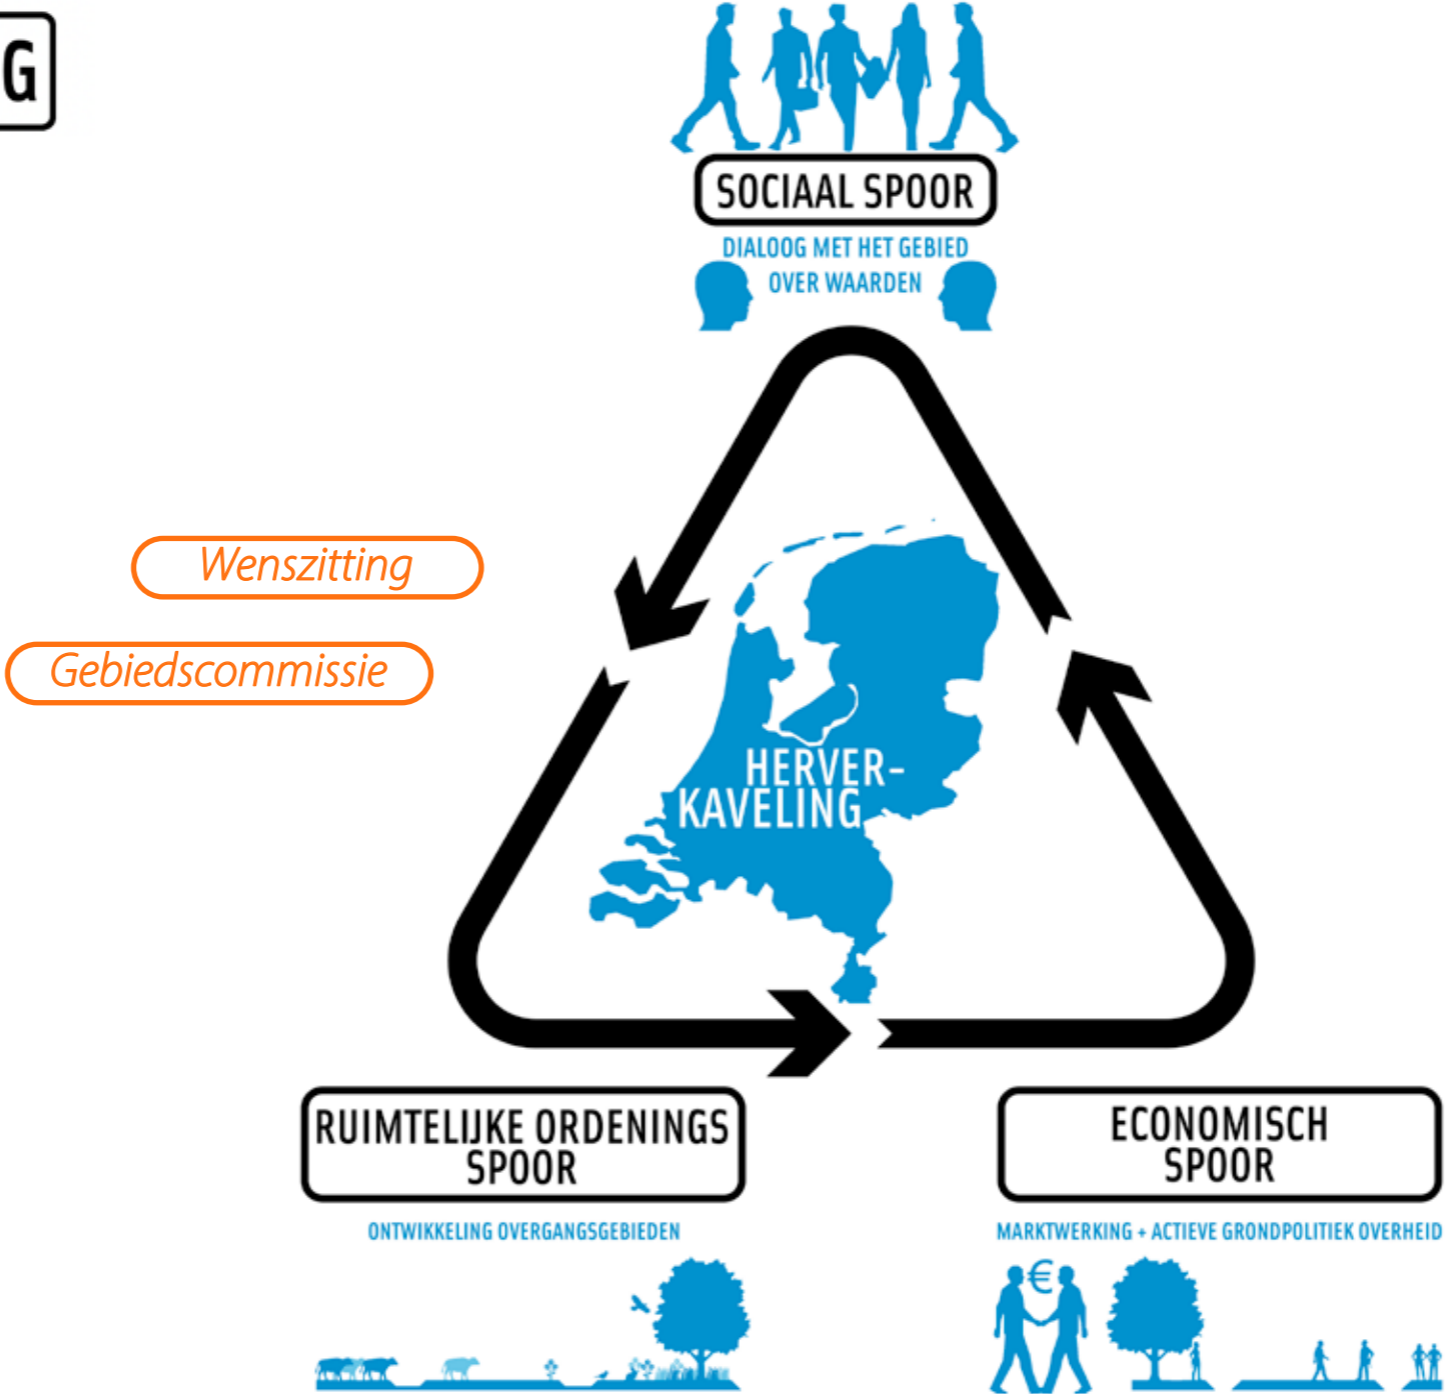 G
SOCIAAL SPOOR
DIALOOG MET HET GEBIED
OVER WAARDEN
Wenszitting
Gebiedscommissie
HERVER-
KAVELING
RUIMTELIJKE ORDENINGS
SPOOR
ECONOMISCH
SPOOR
ONTWIKKELING OVERGANGSGEBIEDEN
MARKTWERKING + ACTIEVE GRONDPOLITIEK OVERHEID
€